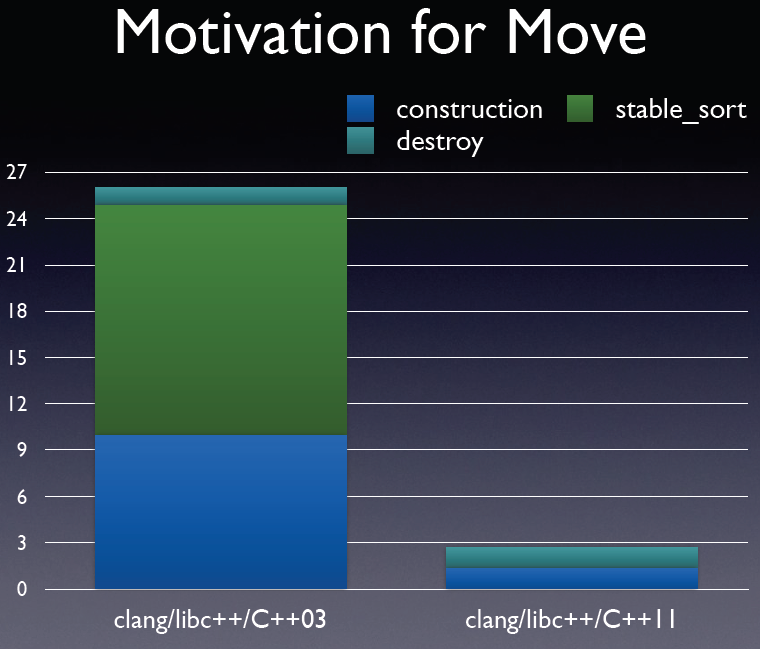 Motivation for Move
construction stable_sort
destroy
27
24
21
18
15
12
9
6
3
0
clang/libc++/C++03 clang/libc++/C++11